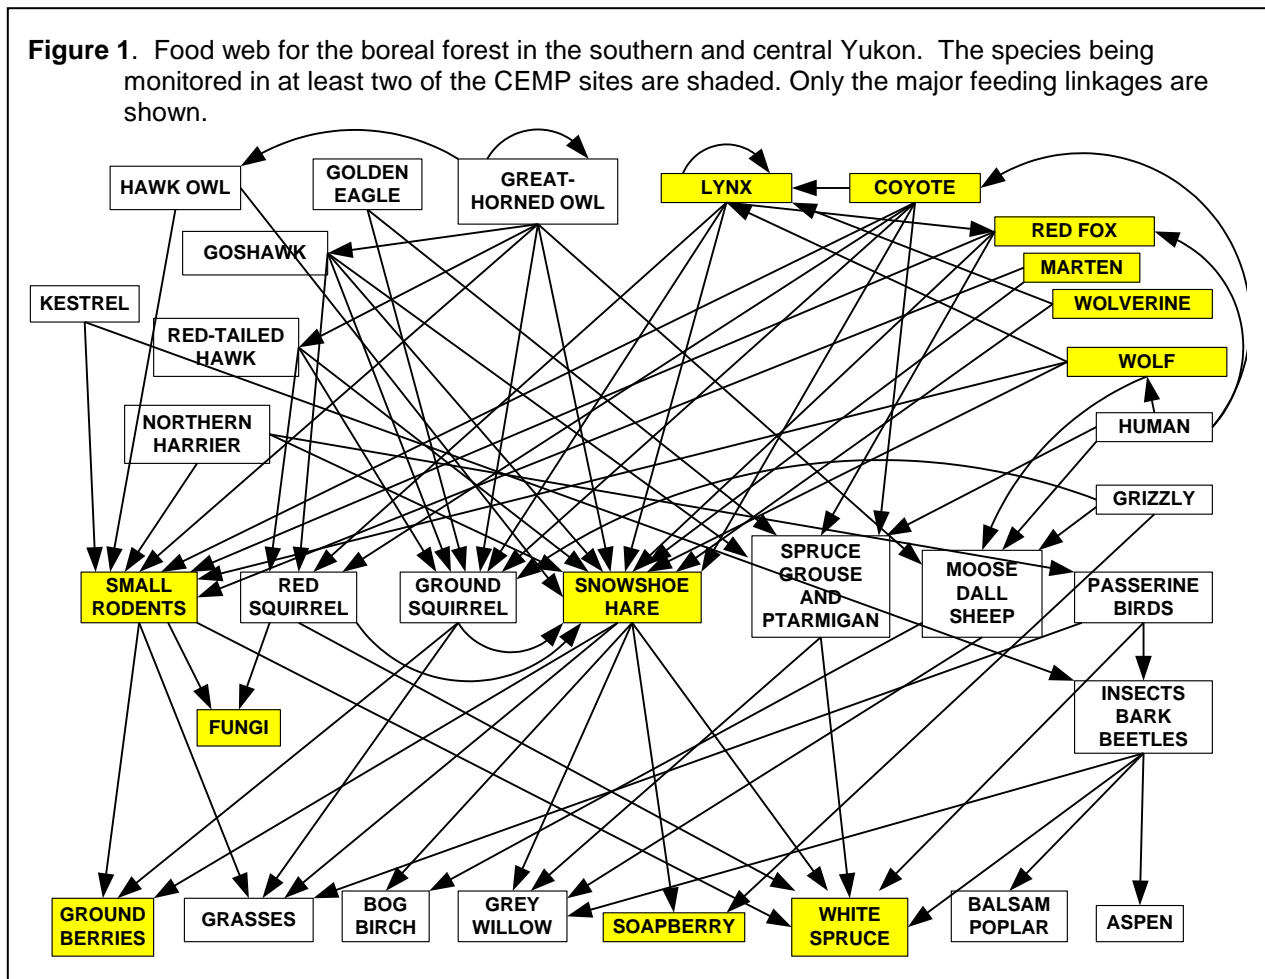 Figure 1. Food web for the boreal forest in the southern and central Yukon. The species being
monitored in at least two of the CEMP sites are shaded. Only the major feeding linkages are
shown.
HAWK OWL
GOLDEN
EAGLE
GREAT-
HORNED OWL
LYNX
COYOTE
RED FOX
GOSHAWK
MARTEN
KESTREL
WOLVERINE
RED-TAILED
HAWK
WOLF
NORTHERN
HARRIER
HUMAN
GRIZZLY
SMALL
RODENTS
RED
SQUIRREL
GROUND
SQUIRREL
SNOWSHOE
HARE
SPRUCE
GROUSE
AND
PTARMIGAN
MOOSE
DALL
SHEEP
PASSERINE
BIRDS
FUNGI
INSECTS
BARK
BEETLES
GROUND
BERRIES
GRASSES
BOG
BIRCH
GREY
WILLOW
SOAPBERRY
WHITE
SPRUCE
BALSAM
POPLAR
ASPEN